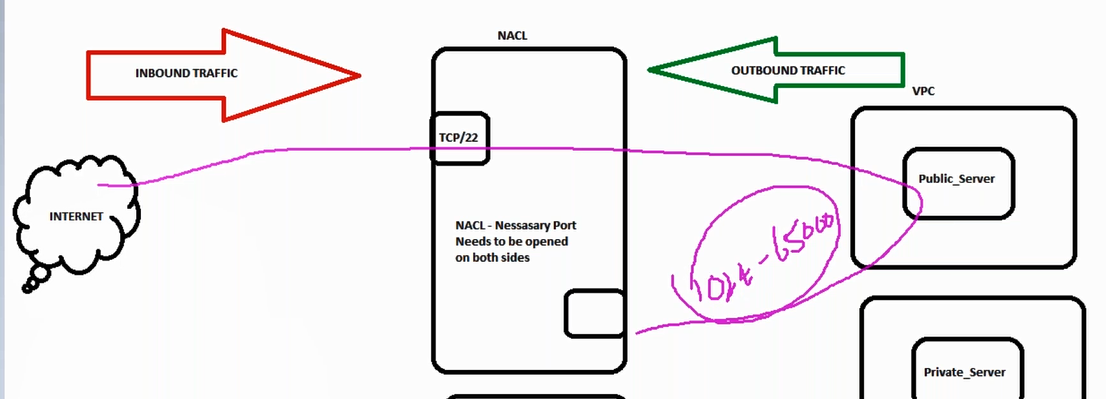 NACL
INBOUND TRAFFIC
OUTBOUND TRAFFIC
VPC
TCP/22
Public_Server
INTERNET
NACL - Nessasary Port
Needs to be opened
on both sides
1024-65000
Private_Server